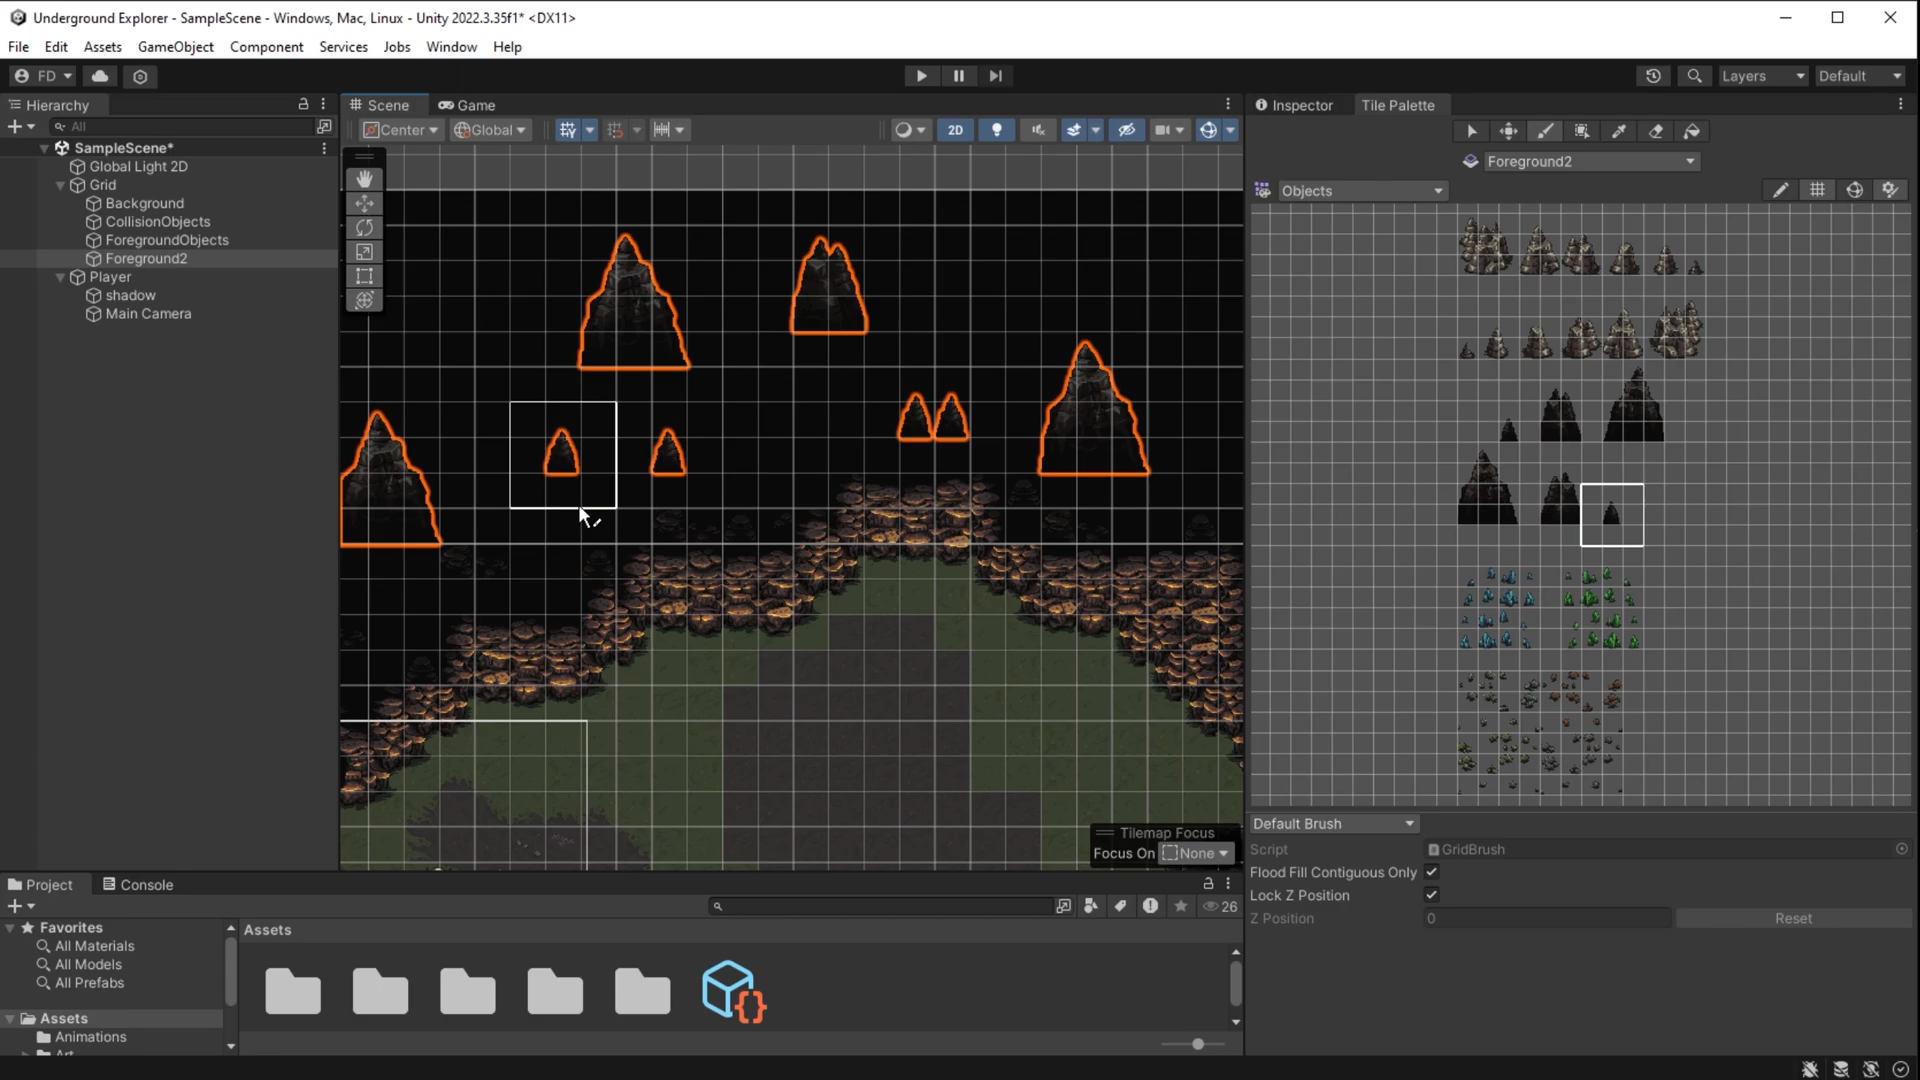 Underground Explorer - SampleScene - Windows, Mac, Linux - Unity 2022.3.35f1* <DX11>
File Edit Assets GameObject Component Services Jobs Window Help
FD
Layers Default
Hierarchy
All
SampleScene*
Global Light 2D
Grid
Background
CollisionObjects
ForegroundObjects
Foreground2
Player
shadow
Main Camera
Scene Game
Center Global 2D
Tilemap Focus
Focus On None
Inspector Tile Palette
Foreground2
Objects
Default Brush
Script GridBrush
Flood Fill Contiguous Only
Lock Z Position
Z Position 0 Reset
Project Console
26
Favorites
All Materials
All Models
All Prefabs
Assets
Animations
Art
Assets